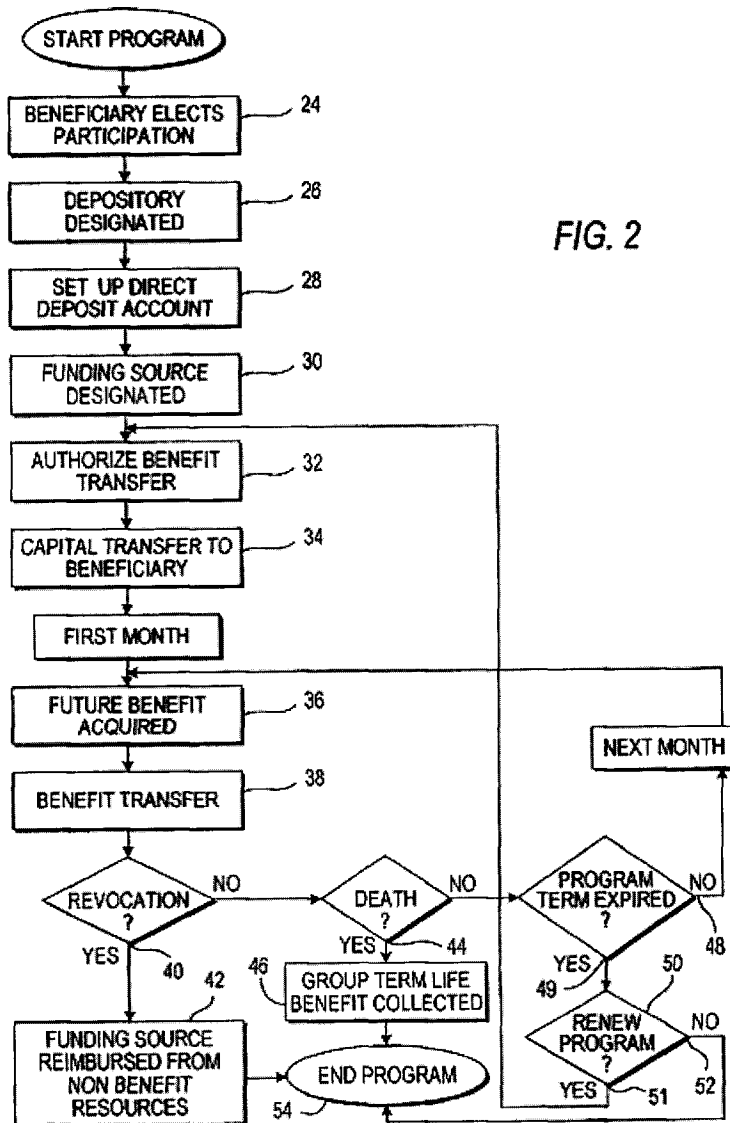 START PROGRAM
24
BENEFICIARY ELECTS
PARTICIPATION
26
DEPOSITORY
DESIGNATED
FIG. 2
28
SET UP DIRECT
DEPOSIT ACCOUNT
30
FUNDING SOURCE
DESIGNATED
32
AUTHORIZE BENEFIT
TRANSFER
34
CAPITAL TRANSFER TO
BENEFICIARY
FIRST MONTH
36
FUTURE BENEFIT
ACQUIRED
NEXT MONTH
38
BENEFIT TRANSFER
REVOCATION
?
NO
YES
40
DEATH
?
NO
YES
44
PROGRAM
TERM EXPIRED
?
NO
48
YES
49
42
FUNDING SOURCE
REIMBURSED FROM
NON BENEFIT
RESOURCES
46
GROUP TERM LIFE
BENEFIT COLLECTED
50
RENEW
PROGRAM
?
NO
52
YES
51
END PROGRAM
54